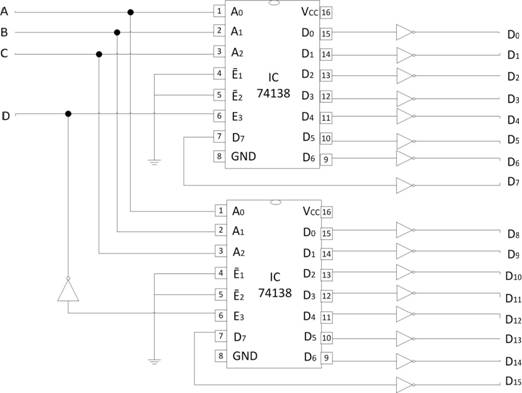 A 1 A0 VCC 16
B 2 A1 D0 15 D0
C 3 A2 D1 14 D1
4 Ē1 D2 13 D2
5 Ē2 IC 74138 D3 12 D3
D 6 E3 D4 11 D4
7 D7 D5 10 D5
8 GND D6 9 D6
D7
1 A0 VCC 16
2 A1 D0 15 D8
3 A2 D1 14 D9
4 Ē1 D2 13 D10
5 Ē2 IC 74138 D3 12 D11
6 E3 D4 11 D12
7 D7 D5 10 D13
8 GND D6 9 D14
D15